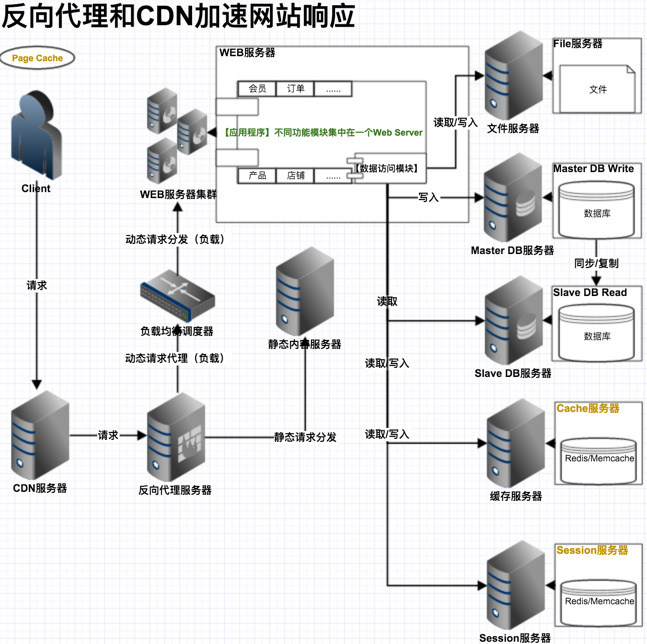 反向代理和CDN加速网站响应
Page Cache
WEB服务器
File服务器
会员
订单
......
文件
【应用程序】不同功能模块集中在一个Web Server
读取/写入
文件服务器
【数据访问模块】
产品
店铺
......
Client
WEB服务器集群
Master DB Write
写入
数据库
Master DB服务器
动态请求分发（负载）
同步/复制
请求
负载均衡调度器
静态内容服务器
读取
Slave DB Read
数据库
动态请求代理（负载）
读取/写入
Slave DB服务器
Cache服务器
请求
静态请求分发
读取/写入
Redis/Memcache
CDN服务器
反向代理服务器
缓存服务器
Session服务器
Redis/Memcache
Session服务器